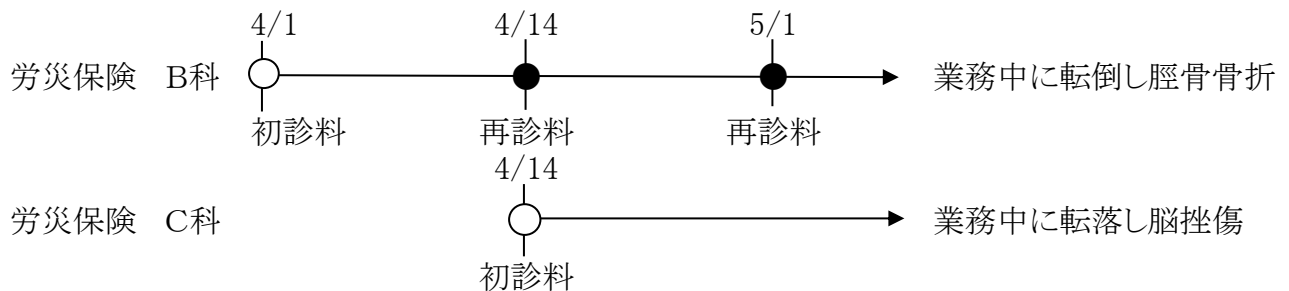 4/1 4/14 5/1
労災保険 B科 業務中に転倒し脛骨骨折
初診料 再診料 再診料
4/14
労災保険 C科 業務中に転落し脳挫傷
初診料